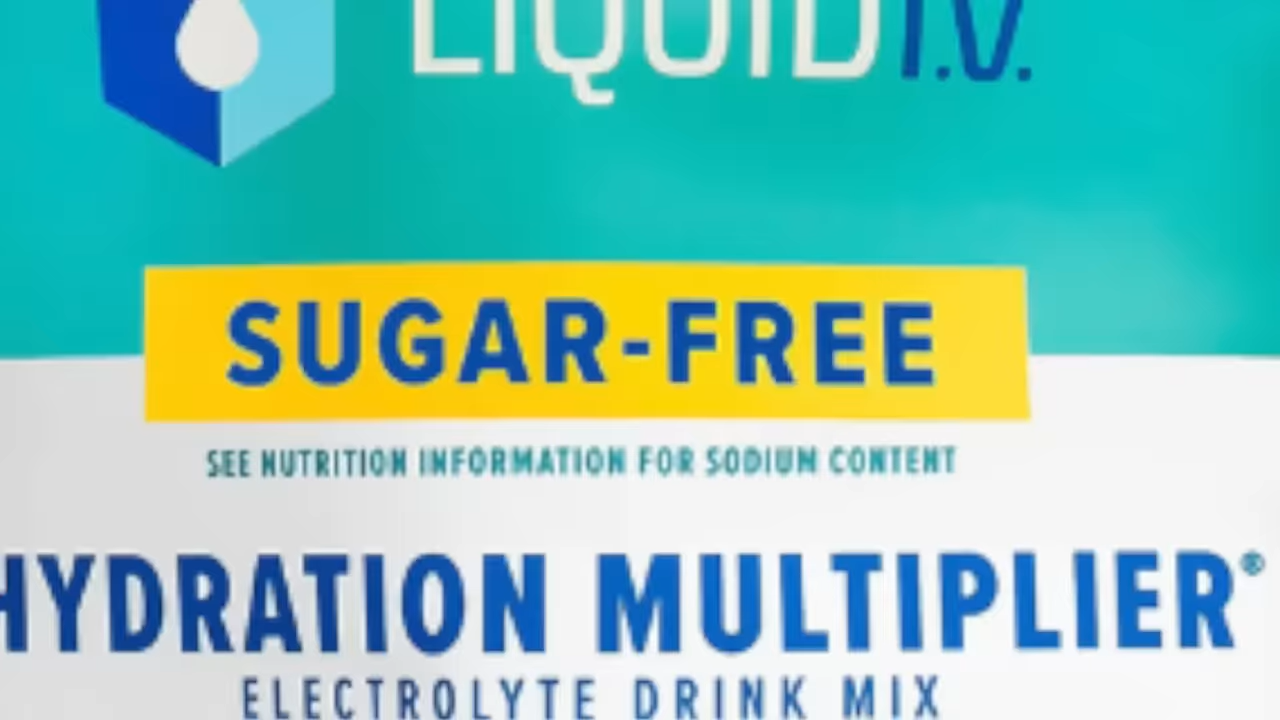 LIQUID I.V.
SUGAR-FREE
SEE NUTRITION INFORMATION FOR SODIUM CONTENT
HYDRATION MULTIPLIER®
ELECTROLYTE DRINK MIX